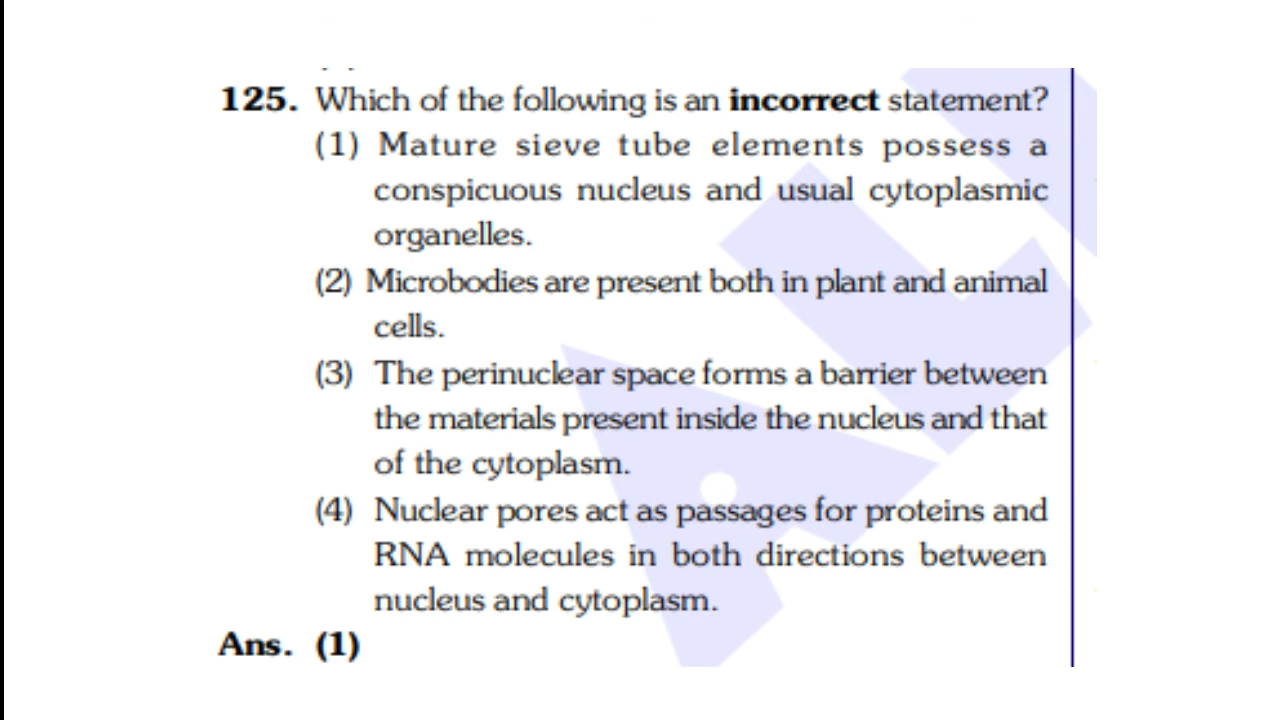 125. Which of the following is an incorrect statement?
(1) Mature sieve tube elements possess a
conspicuous nucleus and usual cytoplasmic
organelles.
(2) Microbodies are present both in plant and animal
cells.
(3) The perinuclear space forms a barrier between
the materials present inside the nucleus and that
of the cytoplasm.
(4) Nuclear pores act as passages for proteins and
RNA molecules in both directions between
nucleus and cytoplasm.
Ans. (1)